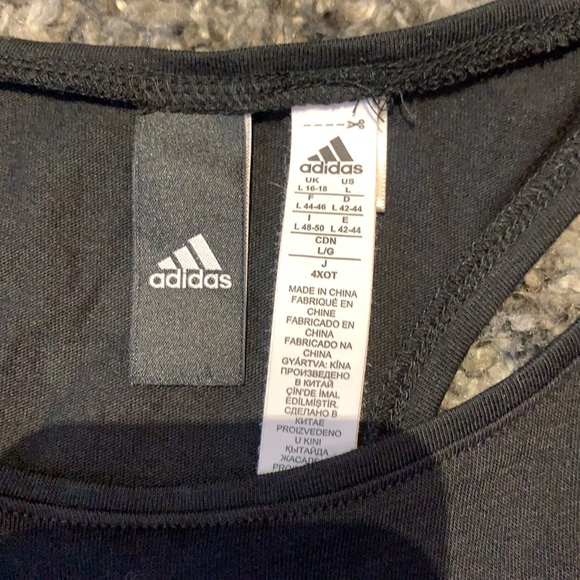 adidas
adidas
UK US
L 16-18 L
F D
L 44-46 L 42-44
I E
L 48-50 L 42-44
CDN
L/G
J
4XOT
MADE IN CHINA
FABRIQUÉ EN
CHINE
FABRICADO EN
CHINA
FABRICADO NA
CHINA
GYÁRTVA: KÍNA
ПРОИЗВЕДЕНО
В КИТАЙ
ÇİN'DE İMAL
EDİLMİŞTİR.
СДЕЛАНО В
КИТАЕ
PROIZVEDENO
U KINI
ҚЫТАЙДА